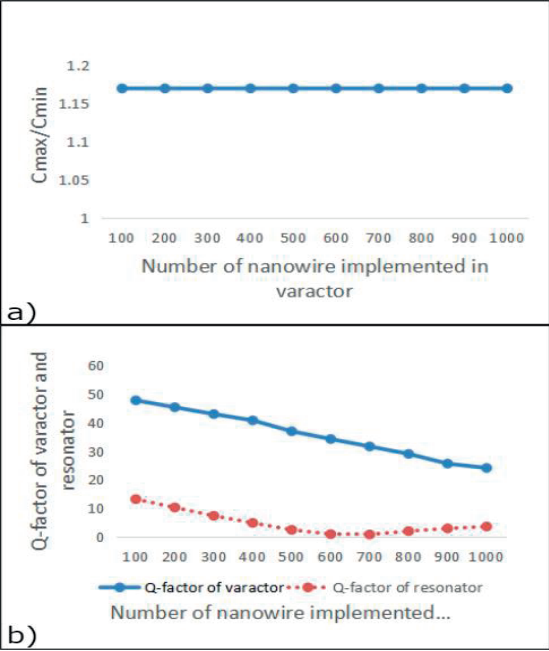 1.2
1.15
1.1
1.05
1
Cmax/Cmin
100 200 300 400 500 600 700 800 900 1000
Number of nanowire implemented in
varactor
a)
60
50
40
30
20
10
0
Q-factor of varactor and
resonator
100 200 300 400 500 600 700 800 900 1000
Q-factor of varactor Q-factor of resonator
Number of nanowire implemented...
b)